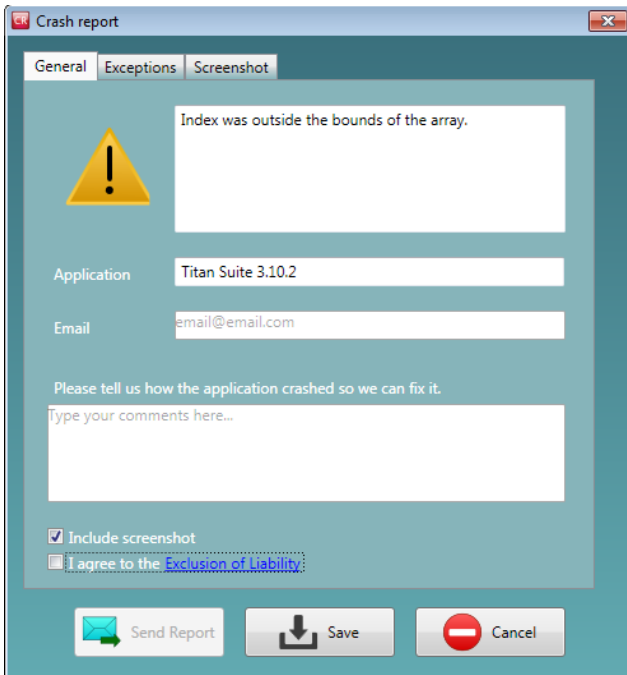 CR Crash report
General Exceptions Screenshot
Index was outside the bounds of the array.
Application Titan Suite 3.10.2
Email email@email.com
Please tell us how the application crashed so we can fix it.
Type your comments here...
Include screenshot
I agree to the Exclusion of Liability
Send Report Save Cancel